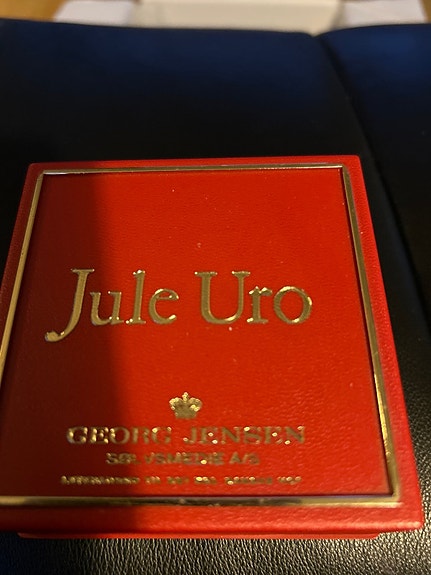 Jule Uro
GEORG JENSEN
SØLVSMEDIE A/S